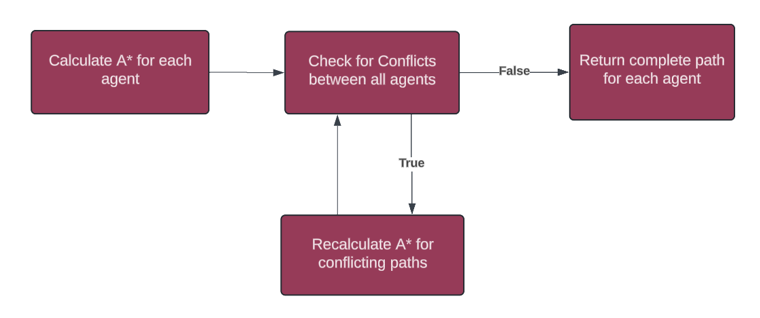 Calculate A* for each
agent
Check for Conflicts
between all agents
False
Return complete path
for each agent
True
Recalculate A* for
conflicting paths